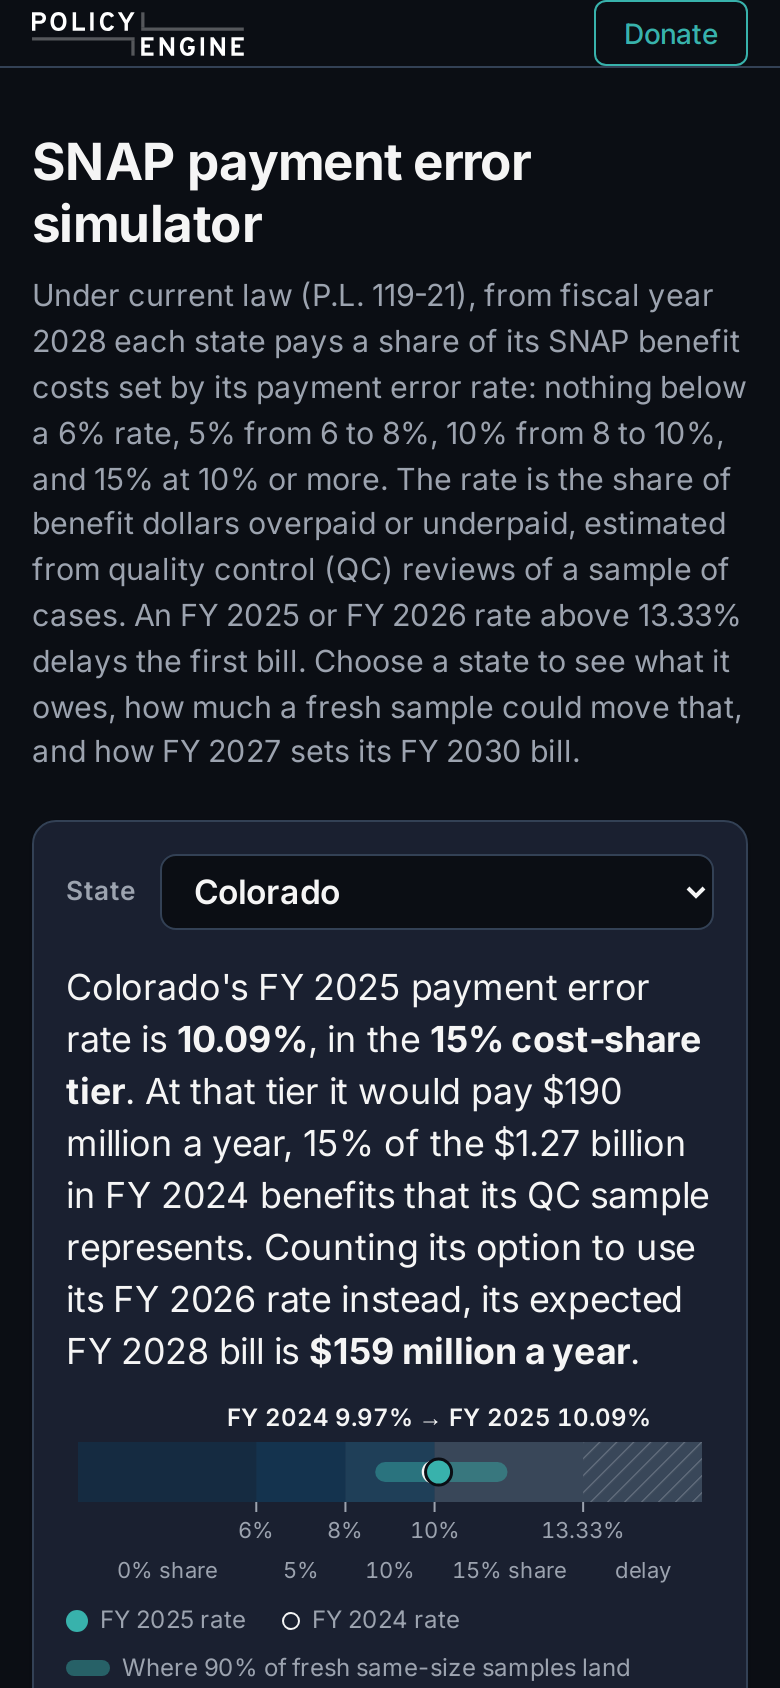 POLICY
ENGINE
Donate
SNAP payment error
simulator
Under current law (P.L. 119-21), from fiscal year
2028 each state pays a share of its SNAP benefit
costs set by its payment error rate: nothing below
a 6% rate, 5% from 6 to 8%, 10% from 8 to 10%,
and 15% at 10% or more. The rate is the share of
benefit dollars overpaid or underpaid, estimated
from quality control (QC) reviews of a sample of
cases. An FY 2025 or FY 2026 rate above 13.33%
delays the first bill. Choose a state to see what it
owes, how much a fresh sample could move that,
and how FY 2027 sets its FY 2030 bill.
State Colorado
Colorado's FY 2025 payment error
rate is 10.09%, in the 15% cost-share
tier. At that tier it would pay $190
million a year, 15% of the $1.27 billion
in FY 2024 benefits that its QC sample
represents. Counting its option to use
its FY 2026 rate instead, its expected
FY 2028 bill is $159 million a year.
FY 2024 9.97% → FY 2025 10.09%
6% 8% 10% 13.33%
0% share 5% 10% 15% share delay
FY 2025 rate FY 2024 rate
Where 90% of fresh same-size samples land